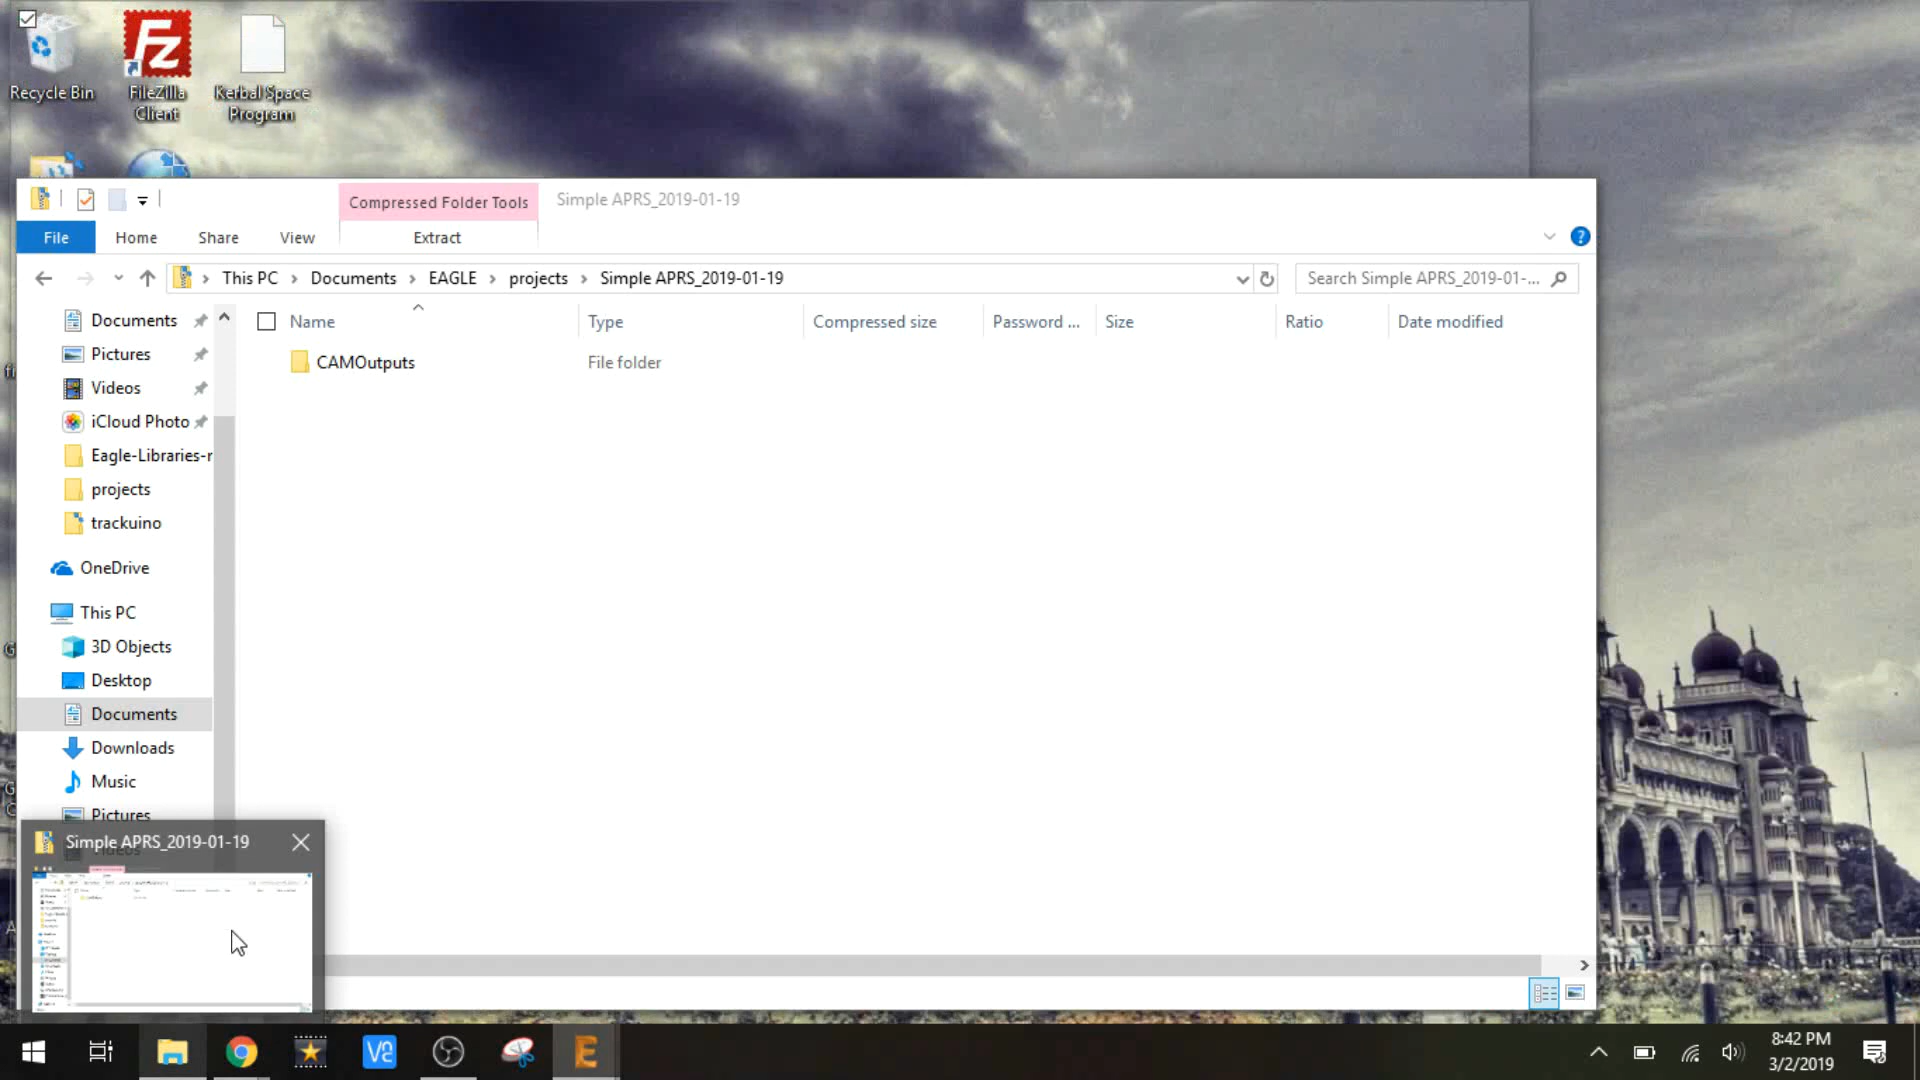 Recycle Bin
FileZilla
Client
Kerbal Space
Program
Compressed Folder Tools
Simple APRS_2019-01-19
File
Home
Share
View
Extract
This PC
Documents
EAGLE
projects
Simple APRS_2019-01-19
Search Simple APRS_2019-01-...
Name
Type
Compressed size
Password ...
Size
Ratio
Date modified
CAMOutputs
File folder
Documents
Pictures
Videos
iCloud Photo
Eagle-Libraries-r
projects
trackuino
OneDrive
This PC
3D Objects
Desktop
Documents
Downloads
Music
Pictures
Simple APRS_2019-01-19
8:42 PM
3/2/2019